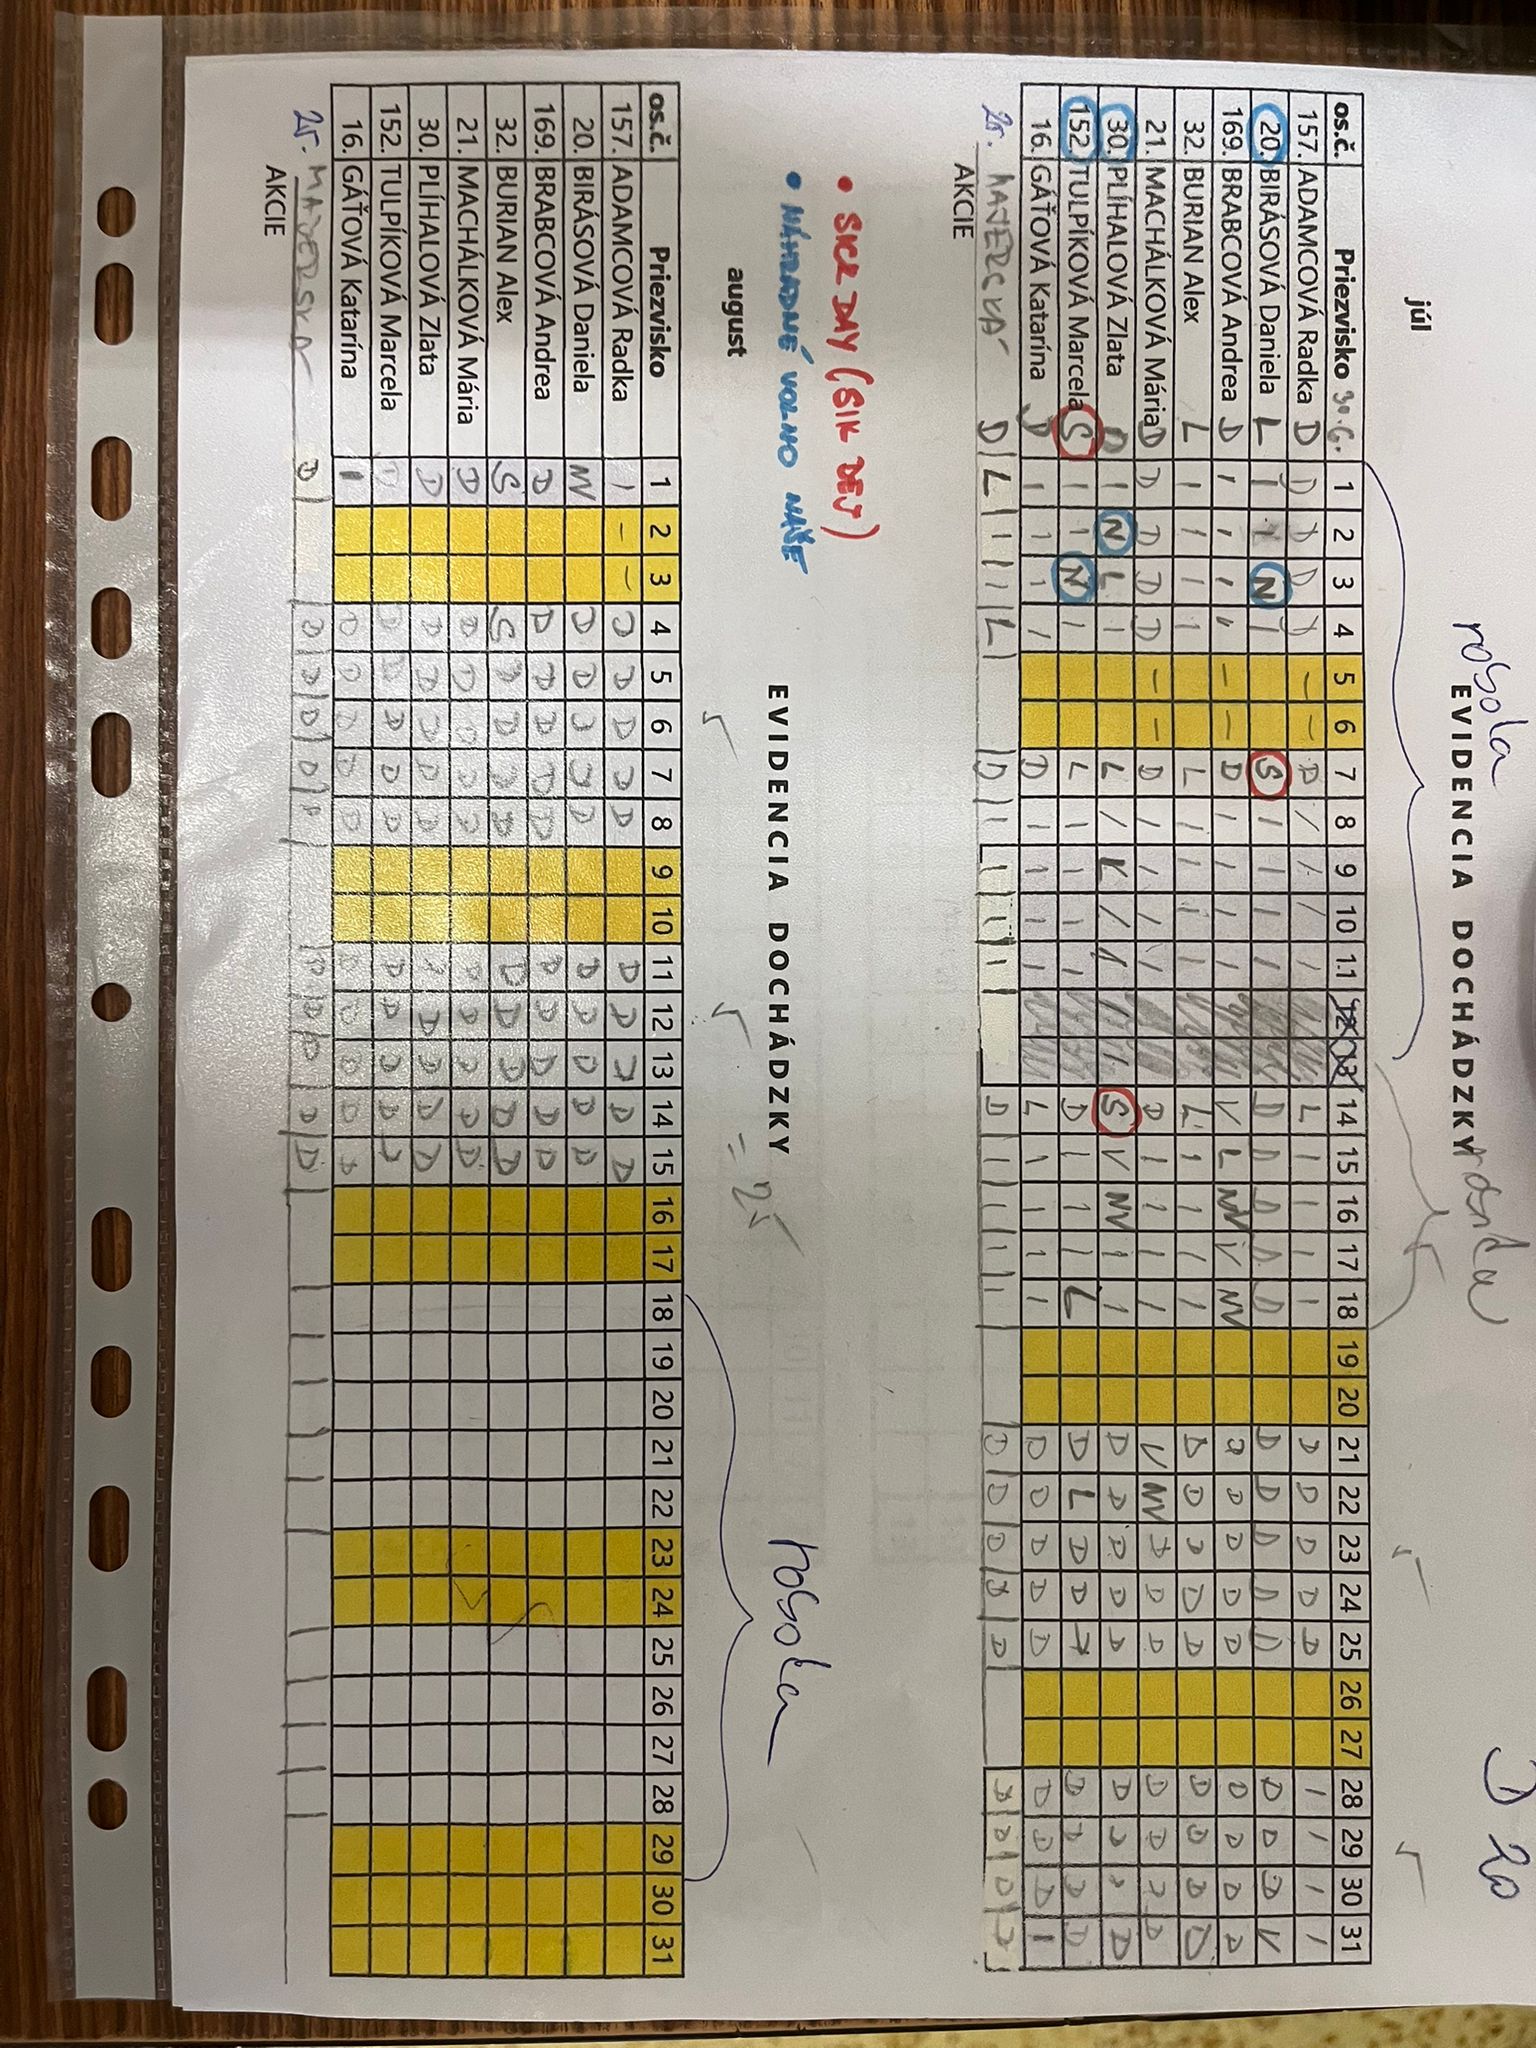 robota robota D 20
EVIDENCIA DOCHÁDZKY
júl 5 5 5
os.č. Priezvisko 30.6. 1 2 3 4 5 6 7 8 9 10 11 12 13 14 15 16 17 18 19 20 21 22 23 24 25 26 27 28 29 30 31
157. ADAMCOVÁ Radka D D D D D — — D / / / / L I I I I D D D D D I I I I
20. BIRÁSOVÁ Daniela L I I N I S I I I I D D D D D D D D D D D D D V
169. BRABCOVÁ Andrea D I I I I — — D I I I I V L NV V NV D D D D D D D D D
32. BURIAN Alex L I I I I L I I I I L I I I I D D D D D D D D D
21. MACHÁLKOVÁ Mária D D D D D — — D I I I I D I I I I V NV D D D D D D D
30. PLÍHALOVÁ Zlata D I N L I L / L / I I I S V NV I I D D D D D D D D D
152. TULPÍKOVÁ Marcela S I I N I L I I I I D I I I L D L D D D D D D D
16. GÁŤOVÁ Katarína D I I I I D I I I I L I I I I D D D D D D D D I
25. MAJERSKÁ D L I I L D I I I I D I I I I D D D D D D D D D
AKCIE
• SICK DAY (SIK DEJ)
• NÁHRADNÉ VOLNO NAŠE
robota
EVIDENCIA DOCHÁDZKY = 25
august 5 5
os.č. Priezvisko 1 2 3 4 5 6 7 8 9 10 11 12 13 14 15 16 17 18 19 20 21 22 23 24 25 26 27 28 29 30 31
157. ADAMCOVÁ Radka I — — D D D D D D D D D D
20. BIRÁSOVÁ Daniela NV D D D D D D D D D D
169. BRABCOVÁ Andrea D D D D D D D D D D D
32. BURIAN Alex S S D D D D D D D D D
21. MACHÁLKOVÁ Mária D D D D D D D D D D D
30. PLÍHALOVÁ Zlata D D D D D D D D D D
152. TULPÍKOVÁ Marcela D D D D D D D D D D D
16. GÁŤOVÁ Katarína I D D D D D D D D D D
25. MAJERSKÁ D D D D D D D D D D D
AKCIE